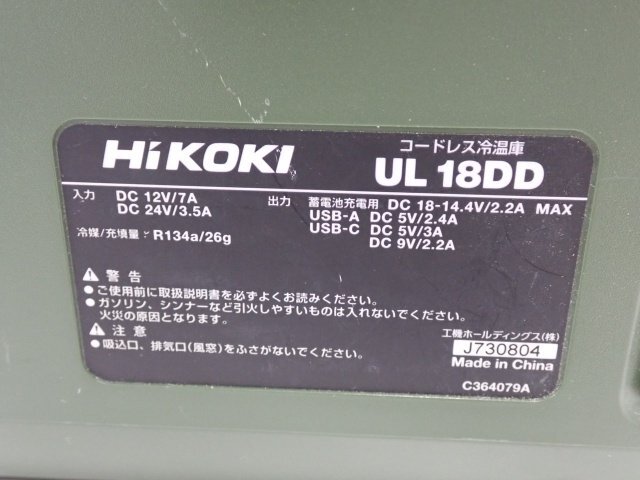 HiKOKI
コードレス冷温庫
UL 18DD
入力 DC 12V/7A
DC 24V/3.5A
冷媒/充填量:R134a/26g
出力 蓄電池充電用 DC 18-14.4V/2.2A MAX
USB-A DC 5V/2.4A
USB-C DC 5V/3A
DC 9V/2.2A
警告
●ご使用前に取扱説明書を必ずよくお読みください。
●ガソリン、シンナーなど引火しやすいものは入れないでください。
火災の原因となります。
注意
●吸込口、排気口(風窓)をふさがないでください。
工機ホールディングス(株)
J730804
Made in China
C364079A